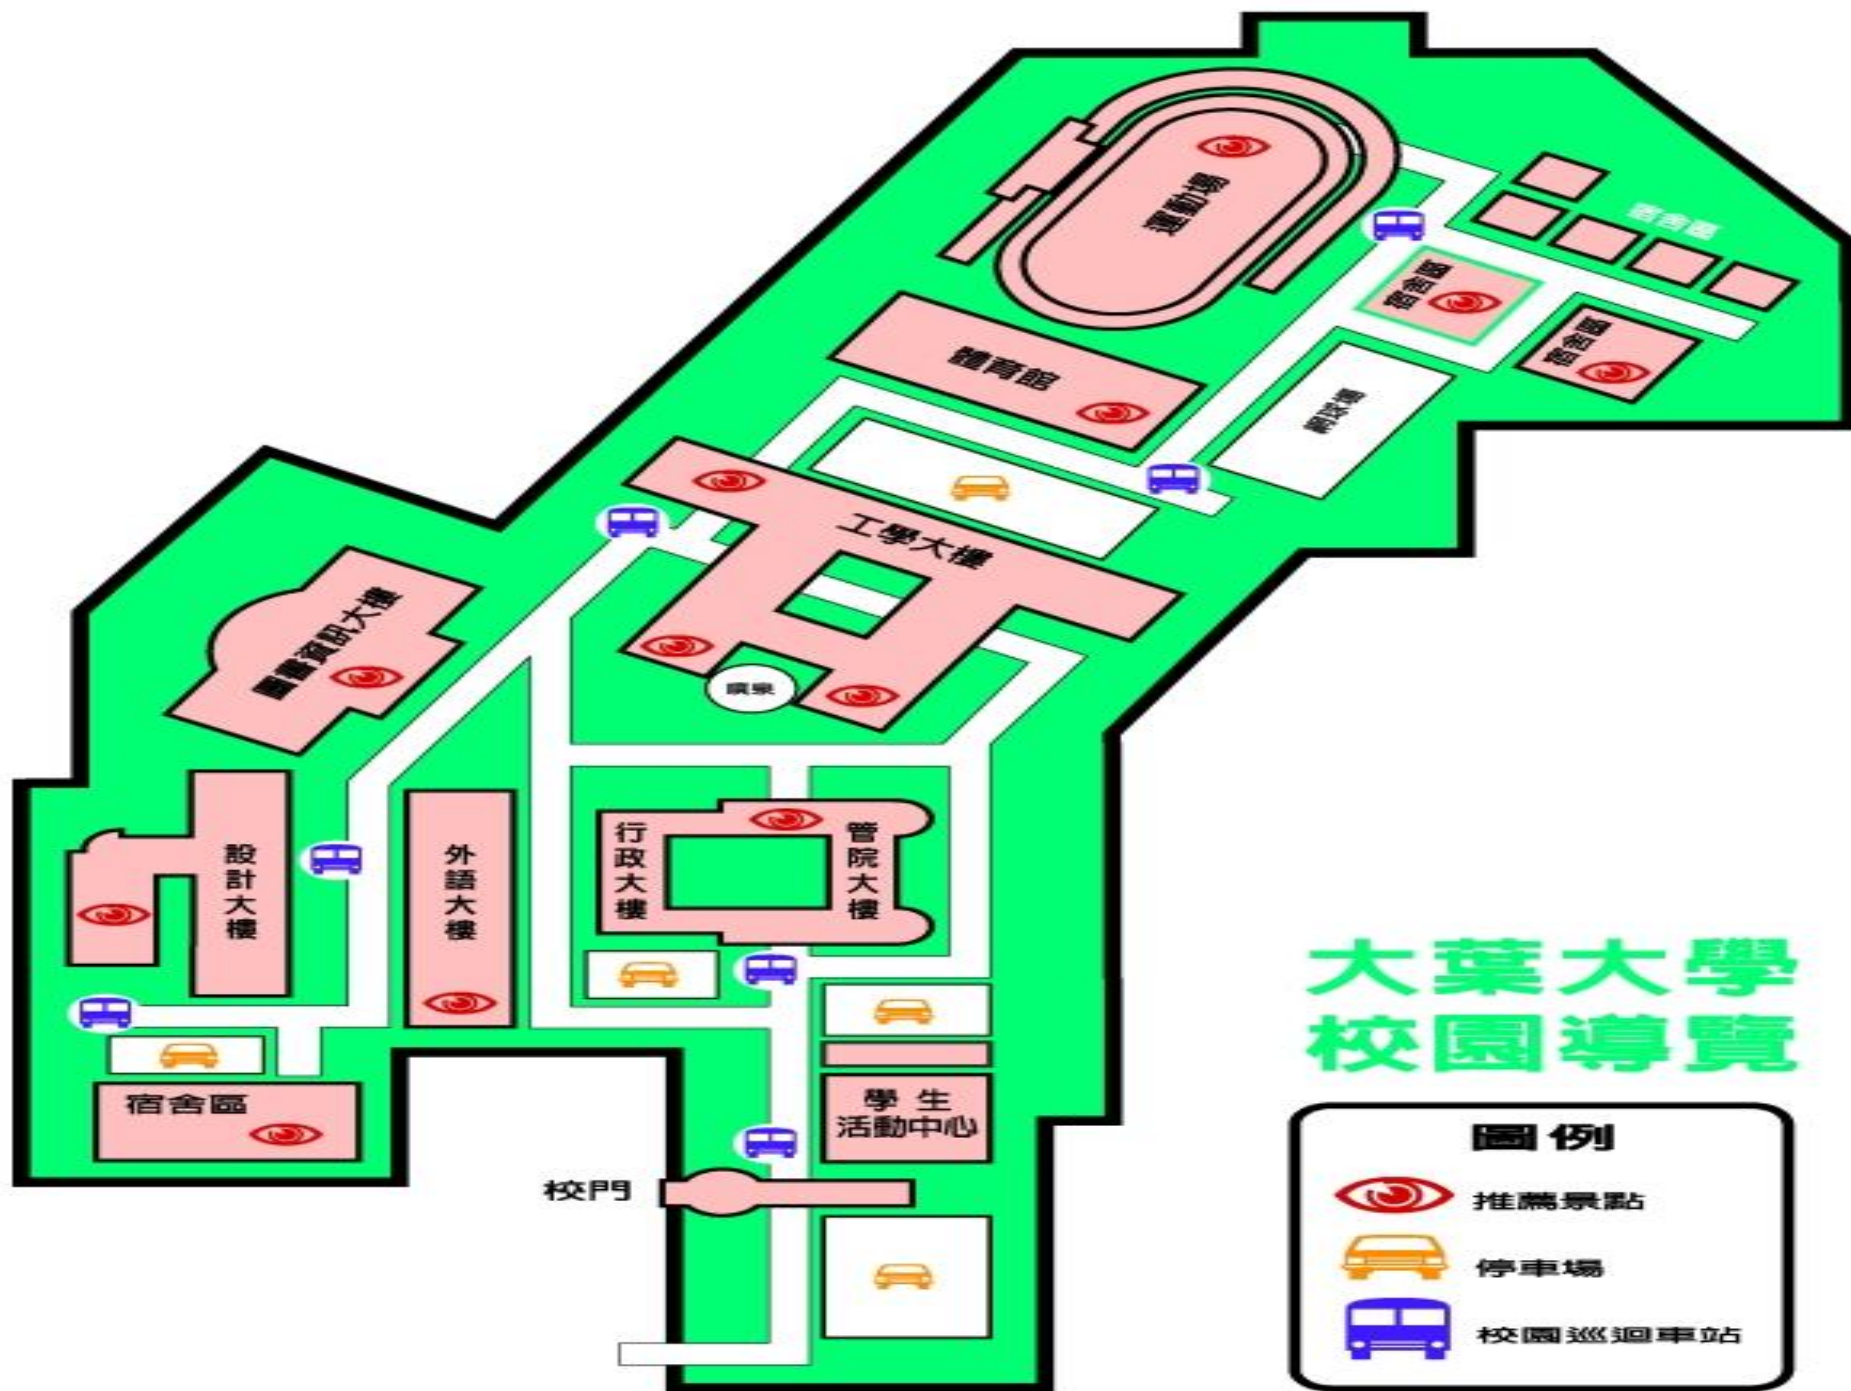 運動場
宿舍區
宿舍區
宿舍區
體育館
網球場
工學大樓
圖書資訊大樓
噴泉
設計大樓
外語大樓
行政大樓
管院大樓
大葉大學
校園導覽
宿舍區
學生
活動中心
校門
圖例
推薦景點
停車場
校園巡迴車站